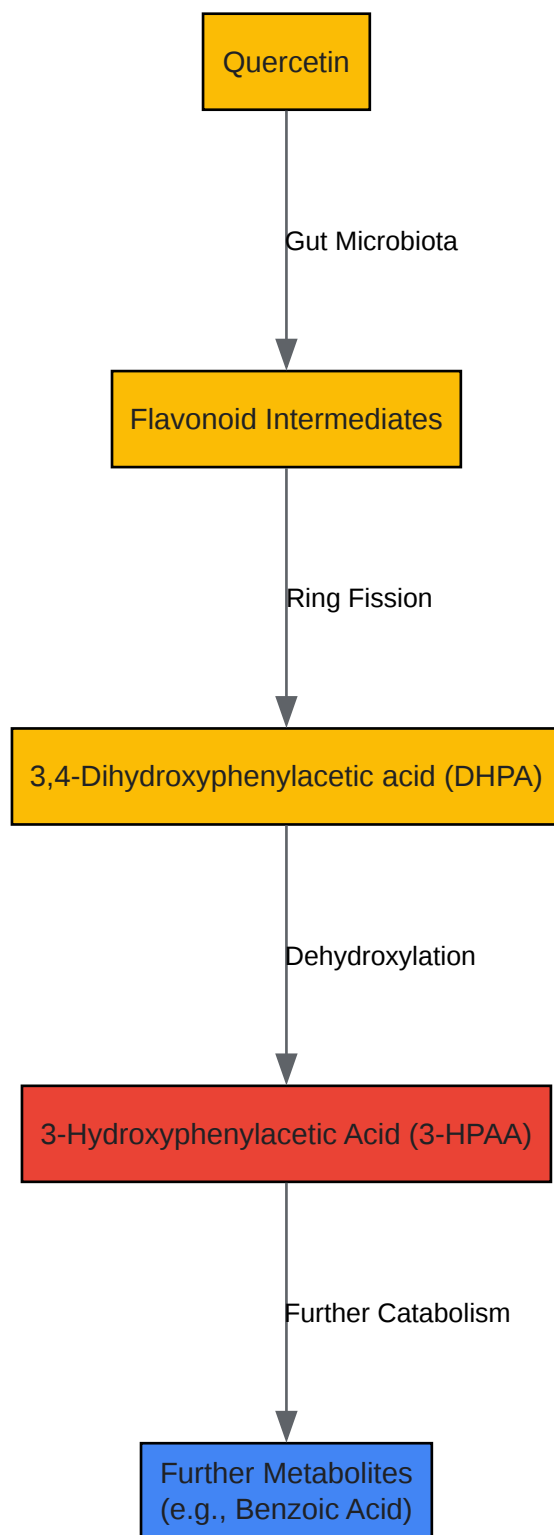 Quercetin
Gut Microbiota
Flavonoid Intermediates
Ring Fission
3,4-Dihydroxyphenylacetic acid (DHPA)
Dehydroxylation
3-Hydroxyphenylacetic Acid (3-HPAA)
Further Catabolism
Further Metabolites
(e.g., Benzoic Acid)